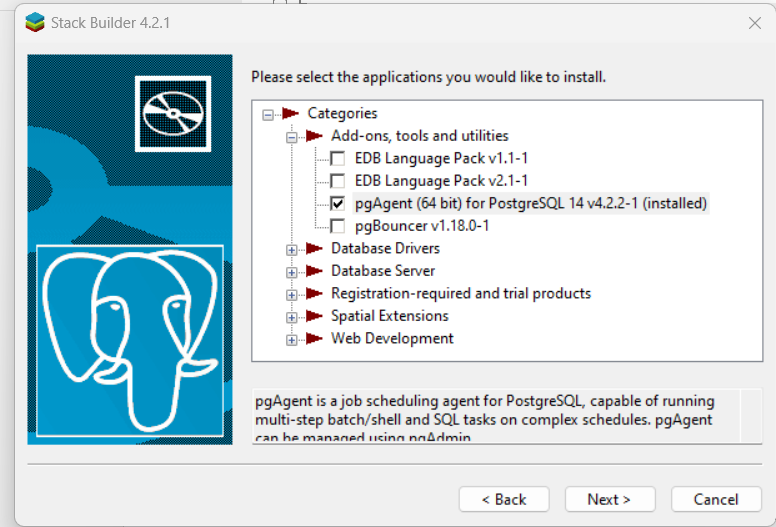 Stack Builder 4.2.1
Please select the applications you would like to install.
Categories
Add-ons, tools and utilities
EDB Language Pack v1.1-1
EDB Language Pack v2.1-1
pgAgent (64 bit) for PostgreSQL 14 v4.2.2-1 (installed)
pgBouncer v1.18.0-1
Database Drivers
Database Server
Registration-required and trial products
Spatial Extensions
Web Development
pgAgent is a job scheduling agent for PostgreSQL, capable of running
multi-step batch/shell and SQL tasks on complex schedules. pgAgent
can be managed using pgAdmin
< Back
Next >
Cancel